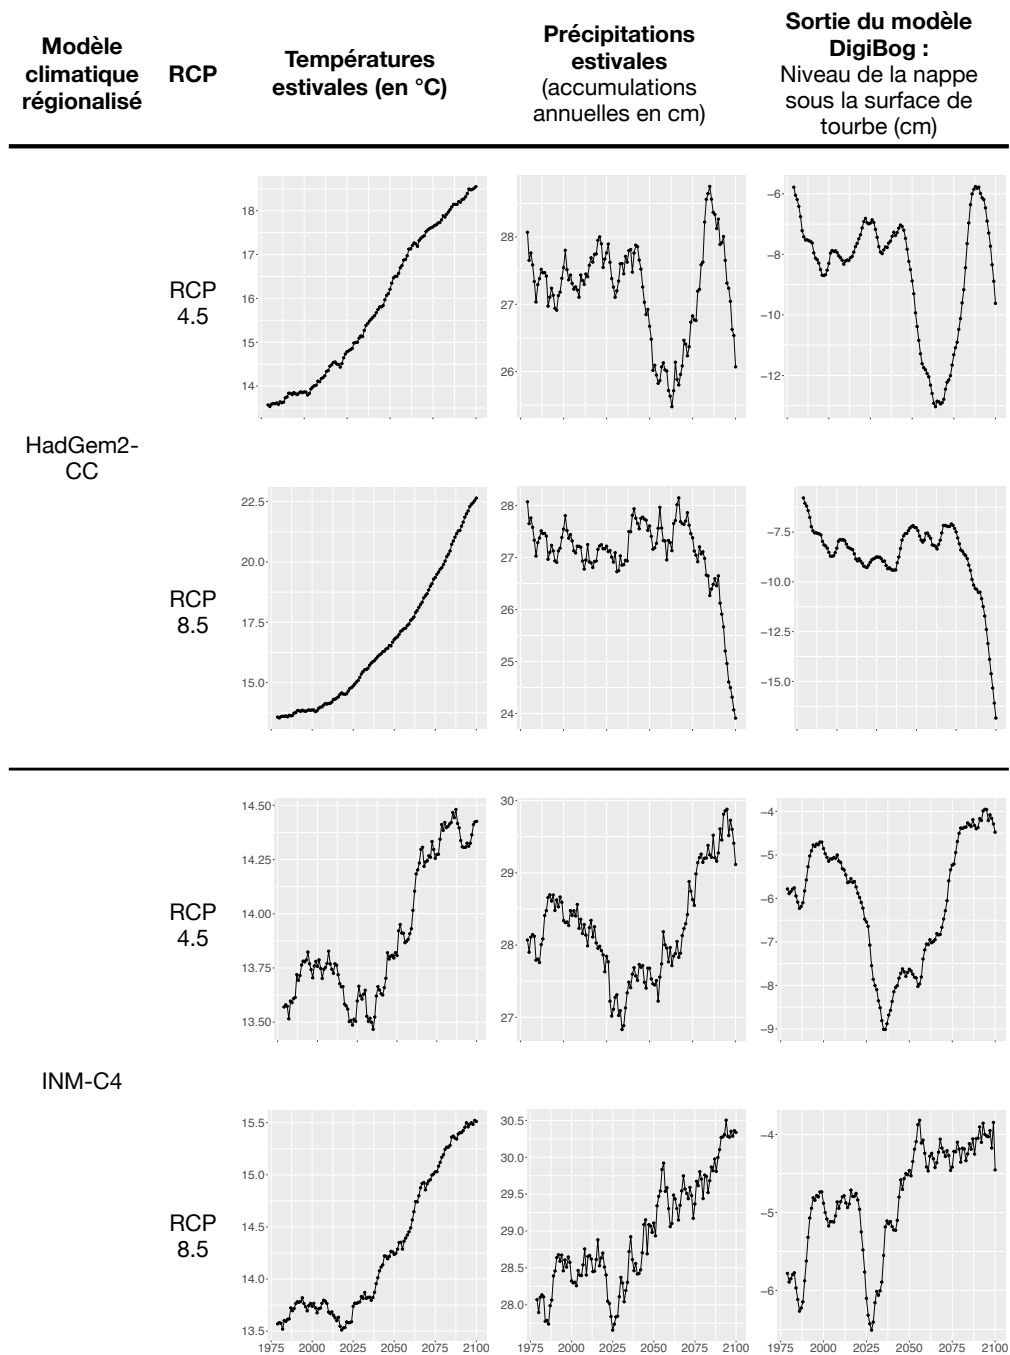 Modèle
climatique
régionalisé
RCP
Températures
estivales (en °C)
Précipitations
estivales
(accumulations
annuelles en cm)
Sortie du modèle
DigiBog :
Niveau de la nappe
sous la surface de
tourbe (cm)
HadGem2-
CC
RCP
4.5
18
17
16
15
14
28
27
26
−6
−8
−10
−12
RCP
8.5
22.5
20.0
17.5
15.0
28
27
26
25
24
−7.5
−10.0
−12.5
−15.0
INM-C4
RCP
4.5
14.50
14.25
14.00
13.75
13.50
30
29
28
27
−4
−5
−6
−7
−8
−9
RCP
8.5
15.5
15.0
14.5
14.0
13.5
1975 2000 2025 2050 2075 2100
30.5
30.0
29.5
29.0
28.5
28.0
1975 2000 2025 2050 2075 2100
−4
−5
−6
1975 2000 2025 2050 2075 2100